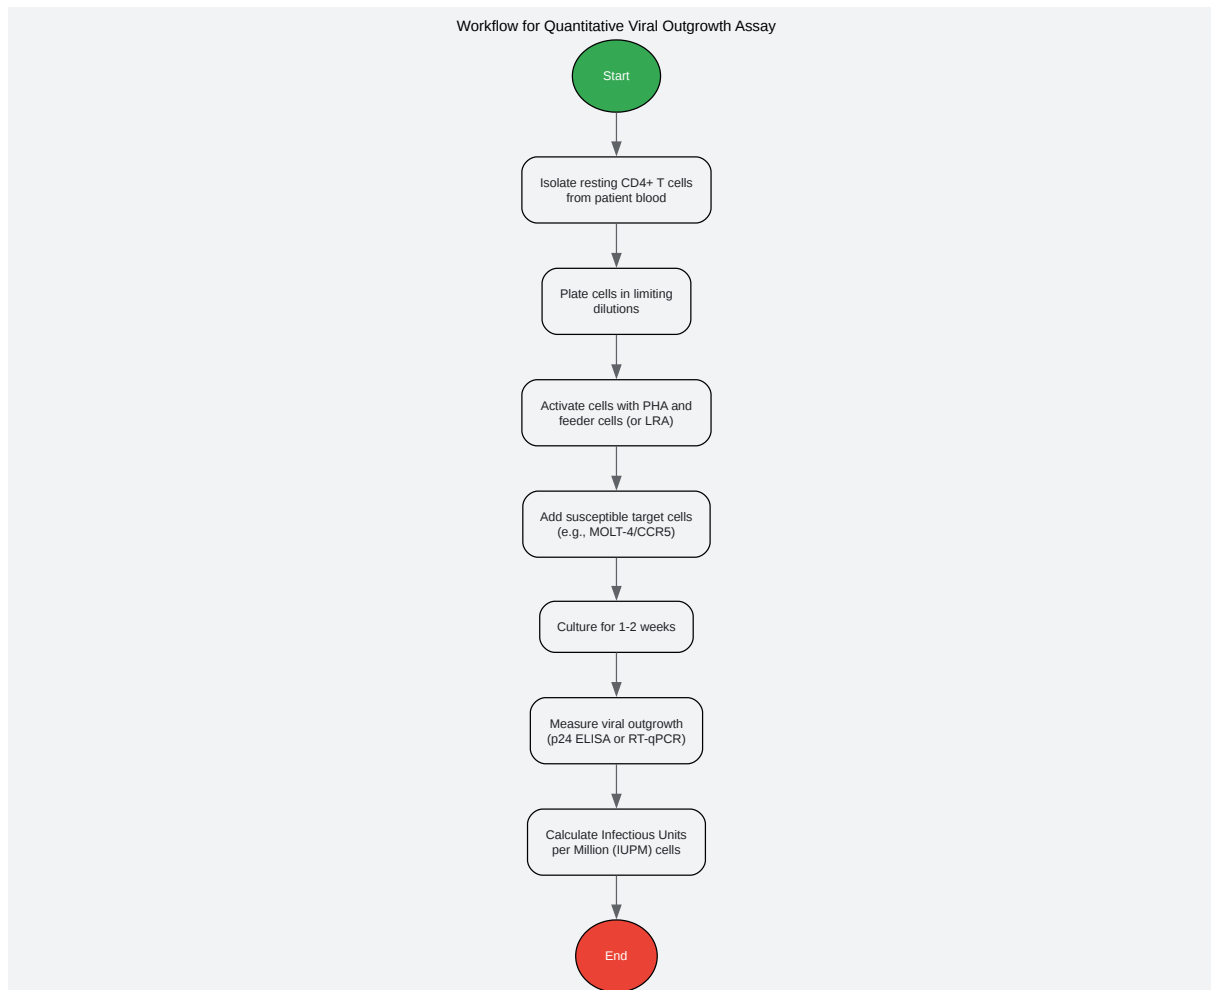 Workflow for Quantitative Viral Outgrowth Assay
Start
Isolate resting CD4+ T cells
from patient blood
Plate cells in limiting
dilutions
Activate cells with PHA and
feeder cells (or LRA)
Add susceptible target cells
(e.g., MOLT-4/CCR5)
Culture for 1-2 weeks
Measure viral outgrowth
(p24 ELISA or RT-qPCR)
Calculate Infectious Units
per Million (IUPM) cells
End